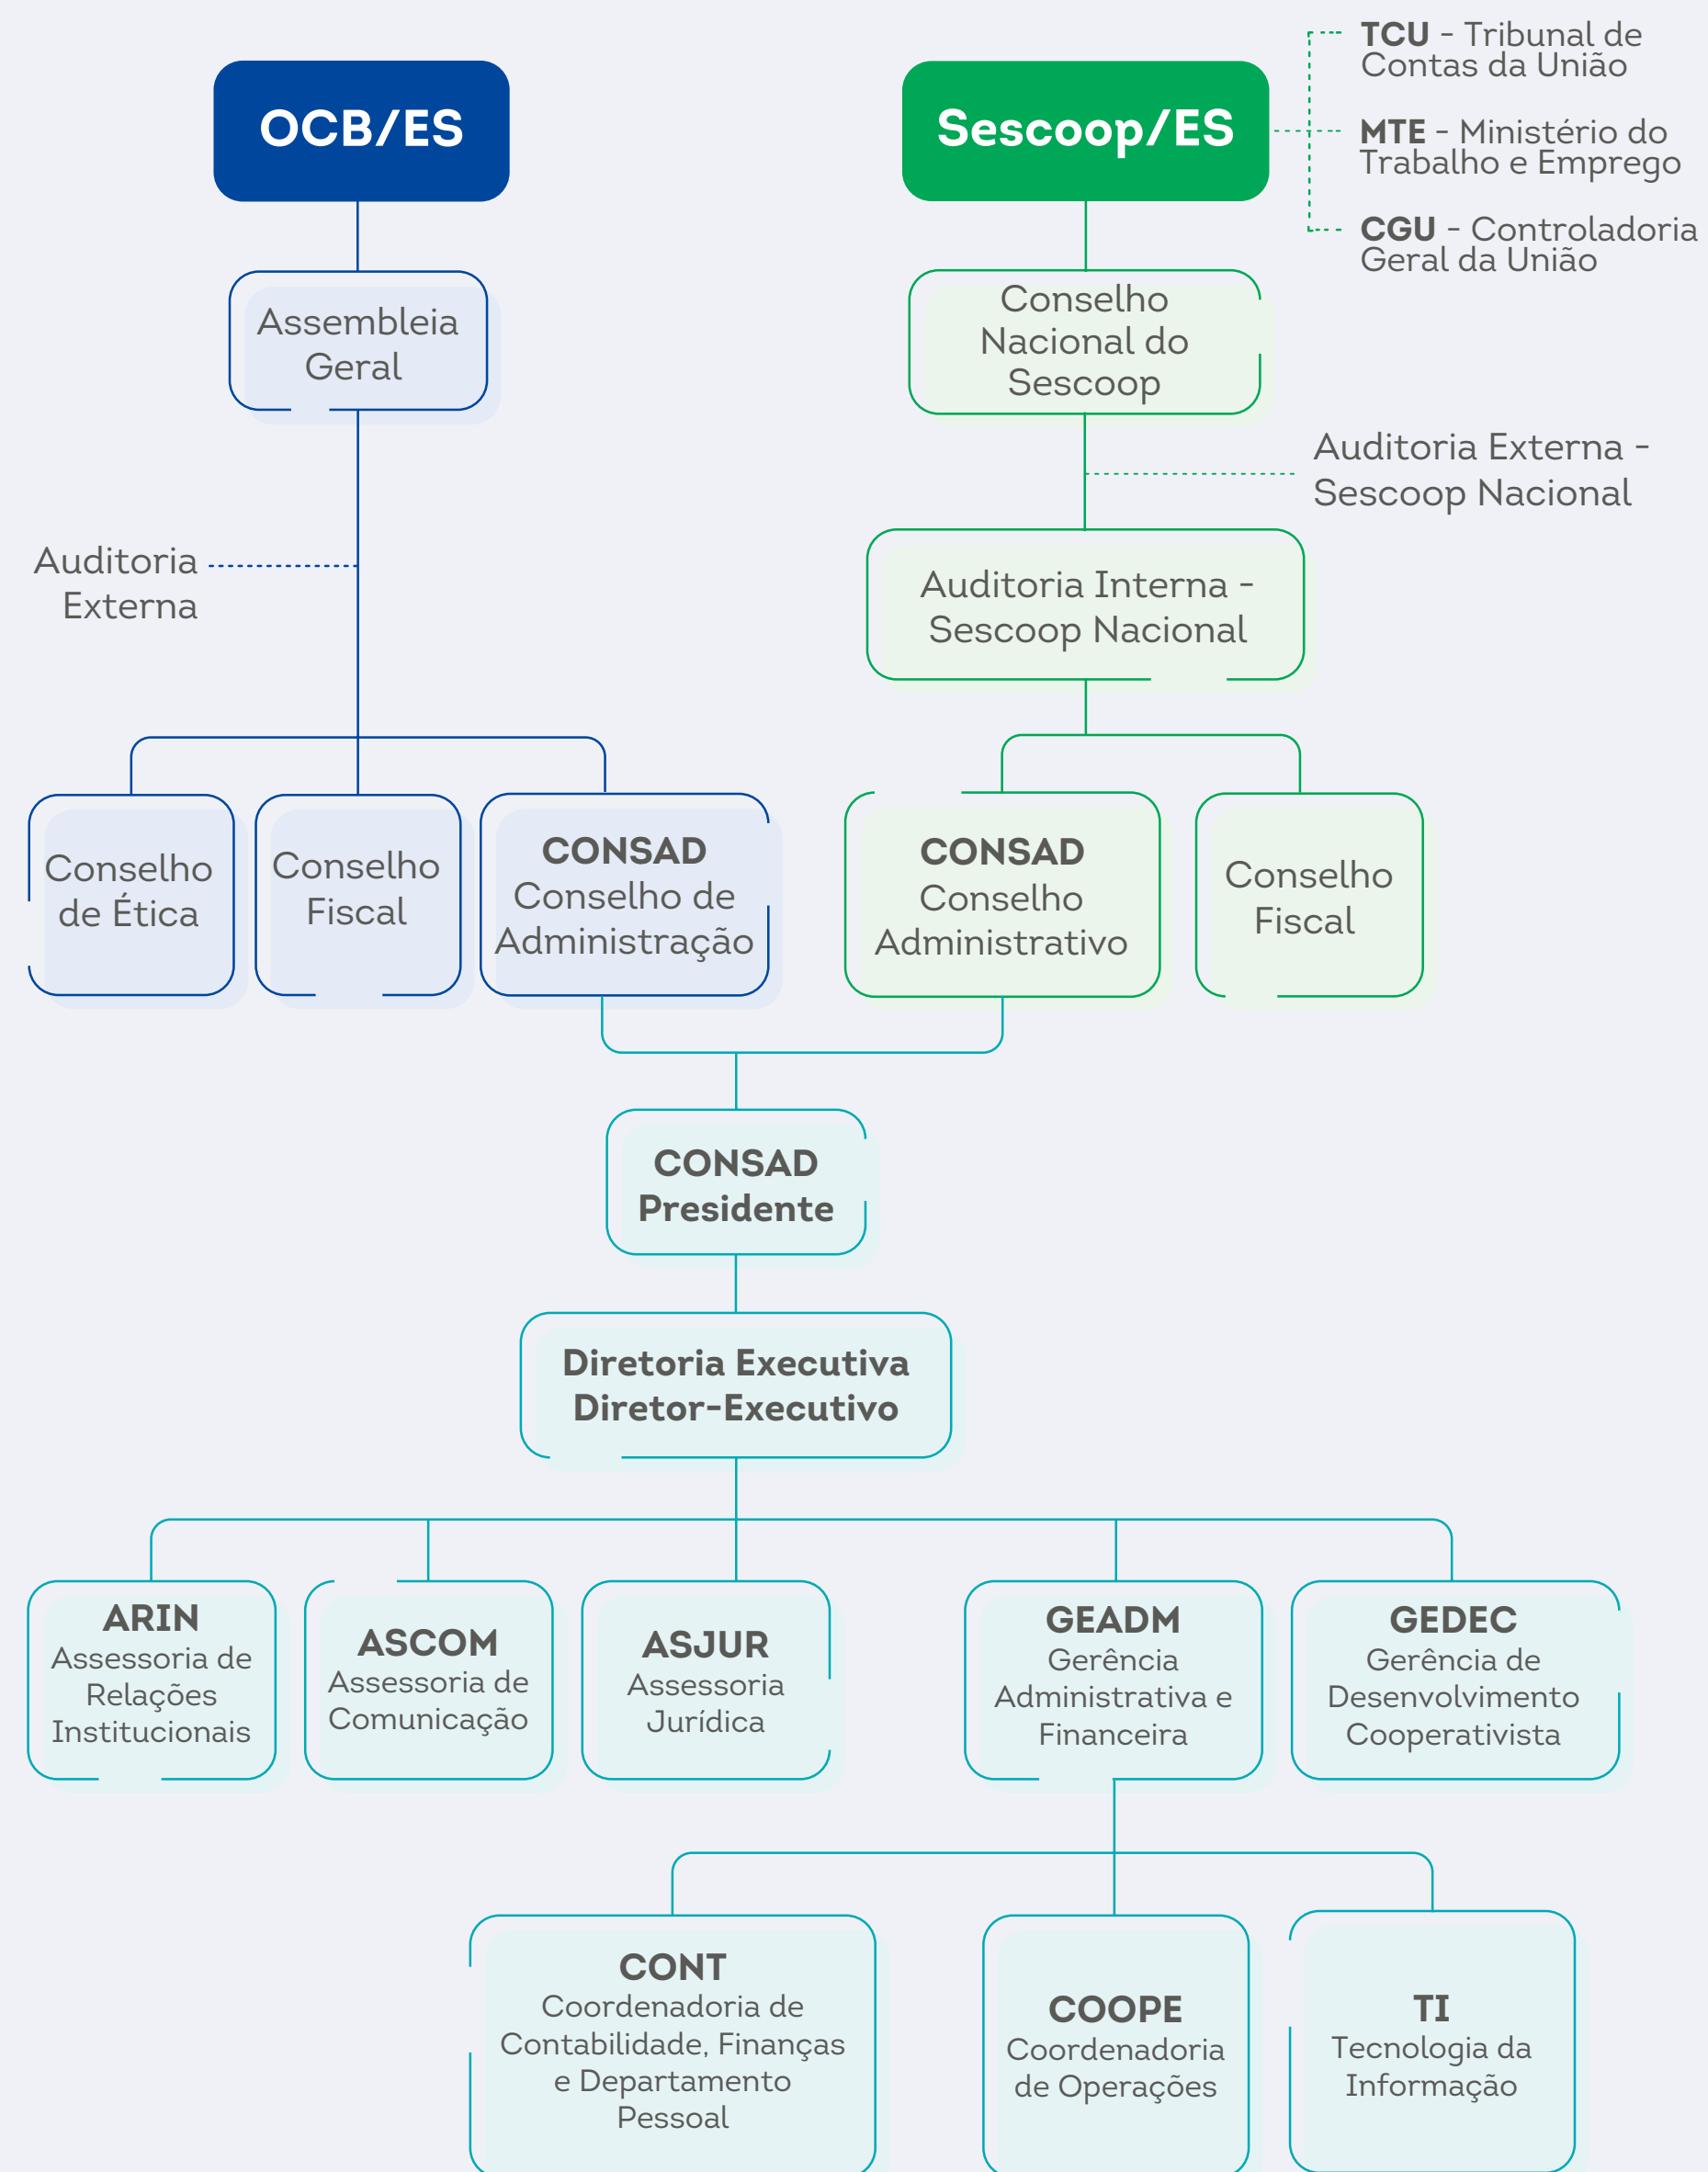 OCB/ES
Sescoop/ES
TCU - Tribunal de
Contas da União
MTE - Ministério do
Trabalho e Emprego
CGU - Controladoria
Geral da União
Assembleia
Geral
Conselho
Nacional do
Sescoop
Auditoria Externa -
Sescoop Nacional
Auditoria
Externa
Auditoria Interna -
Sescoop Nacional
Conselho
de Ética
Conselho
Fiscal
CONSAD
Conselho de
Administração
CONSAD
Conselho
Administrativo
Conselho
Fiscal
CONSAD
Presidente
Diretoria Executiva
Diretor-Executivo
ARIN
Assessoria de
Relações
Institucionais
ASCOM
Assessoria de
Comunicação
ASJUR
Assessoria
Jurídica
GEADM
Gerência
Administrativa e
Financeira
GEDEC
Gerência de
Desenvolvimento
Cooperativista
CONT
Coordenadoria de
Contabilidade, Finanças
e Departamento
Pessoal
COOPE
Coordenadoria
de Operações
TI
Tecnologia da
Informação